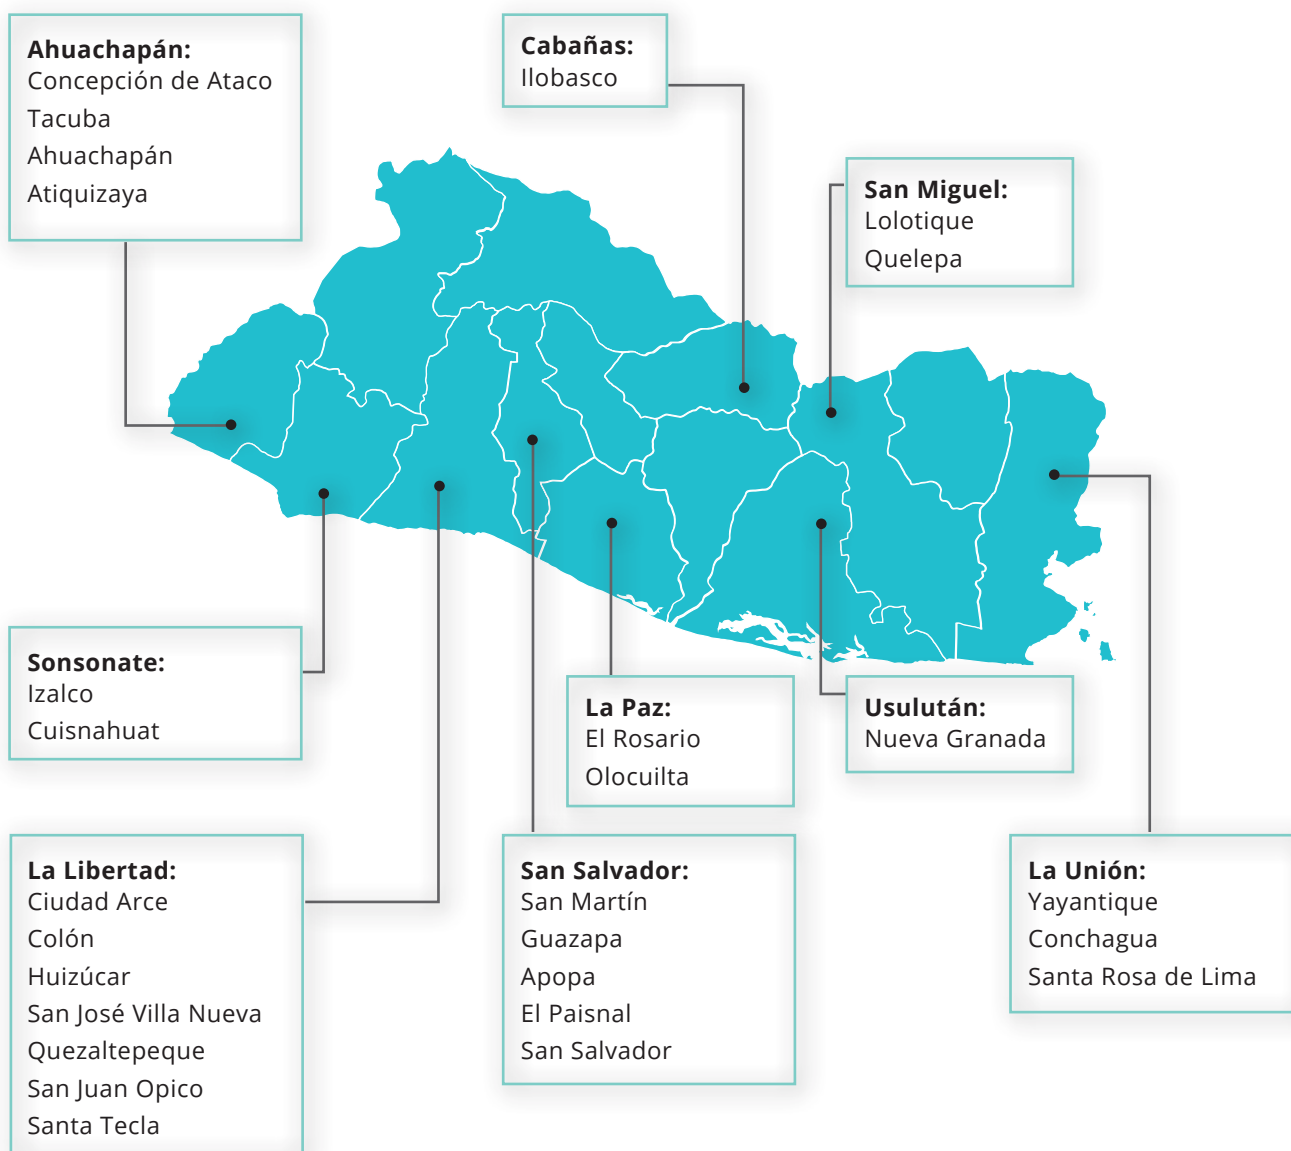 Ahuachapán:
Concepción de Ataco
Tacuba
Ahuachapán
Atiquizaya
Cabañas:
Ilobasco
San Miguel:
Lolotique
Quelepa
Sonsonate:
Izalco
Cuisnahuat
La Paz:
El Rosario
Olocuilta
Usulután:
Nueva Granada
La Libertad:
Ciudad Arce
Colón
Huizúcar
San José Villa Nueva
Quezaltepeque
San Juan Opico
Santa Tecla
San Salvador:
San Martín
Guazapa
Apopa
El Paisnal
San Salvador
La Unión:
Yayantique
Conchagua
Santa Rosa de Lima